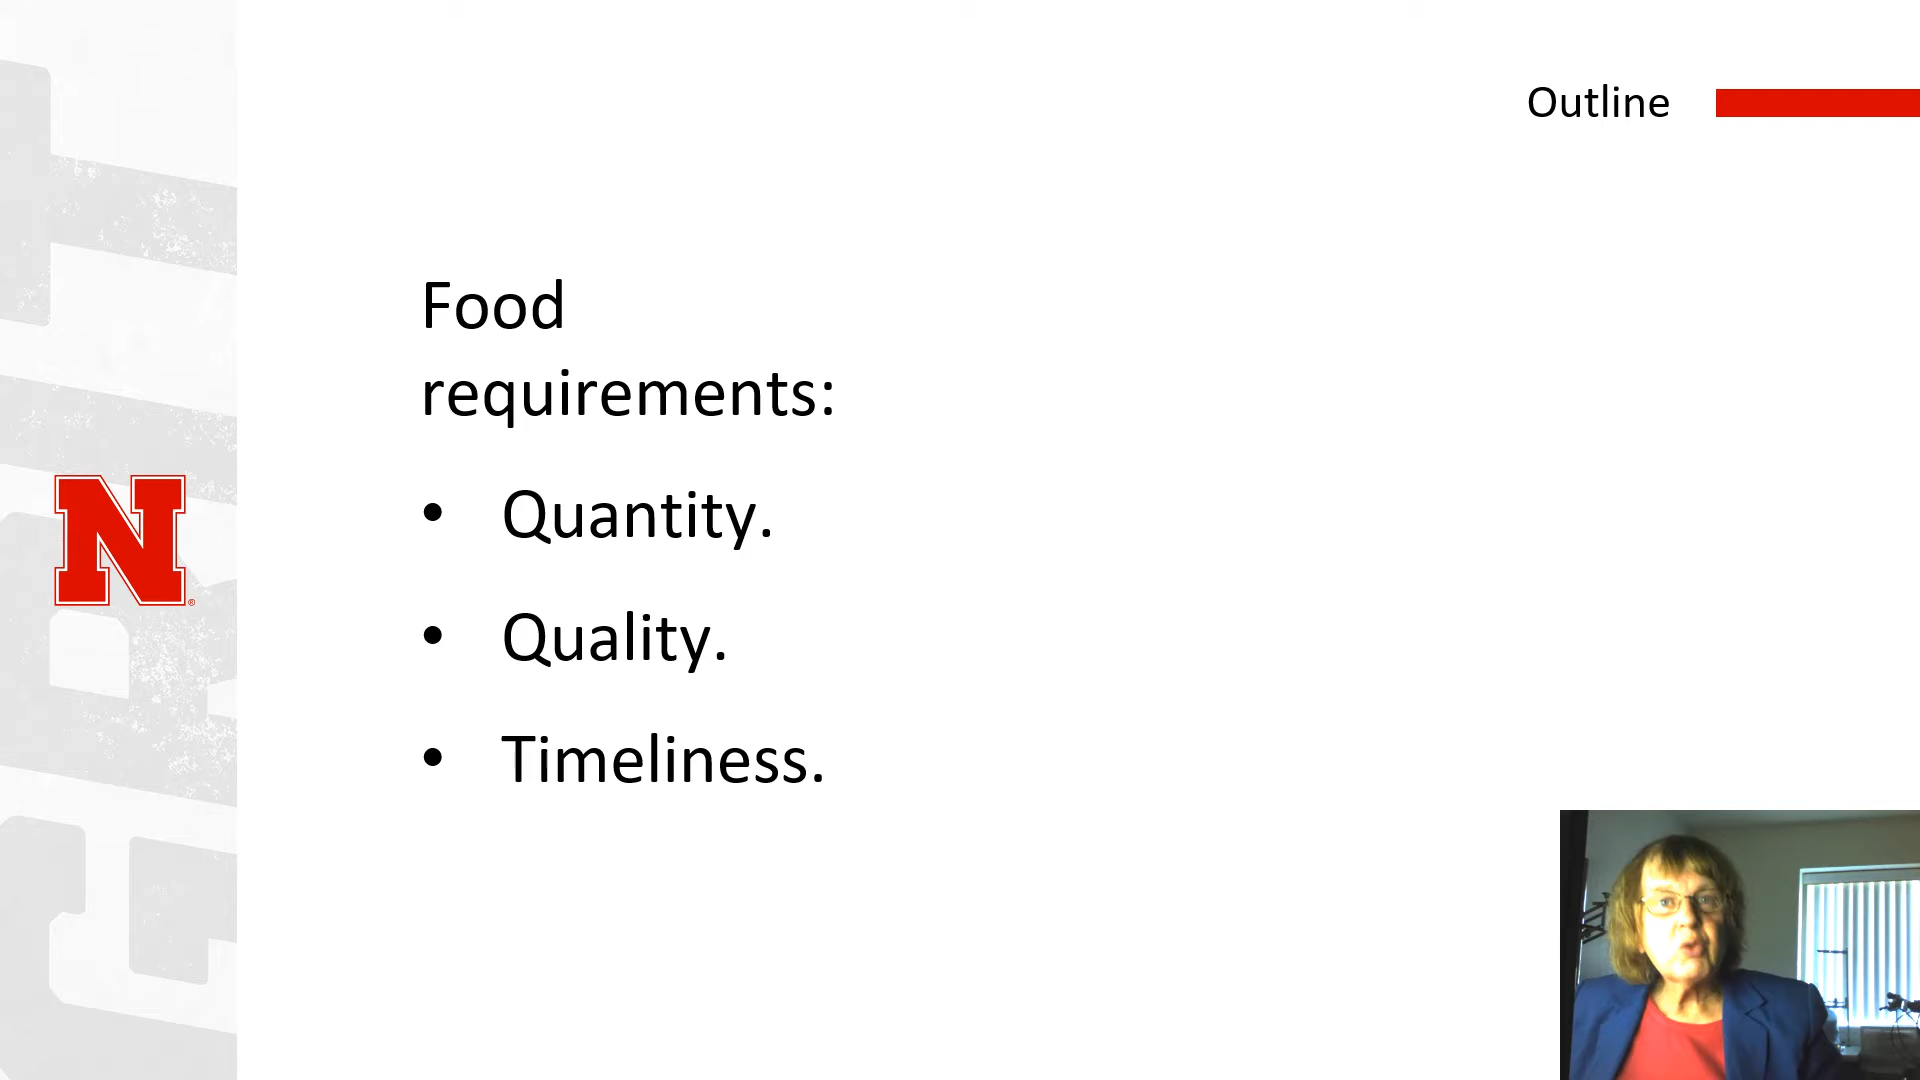 Outline
Food
requirements:
• Quantity.
• Quality.
• Timeliness.
N